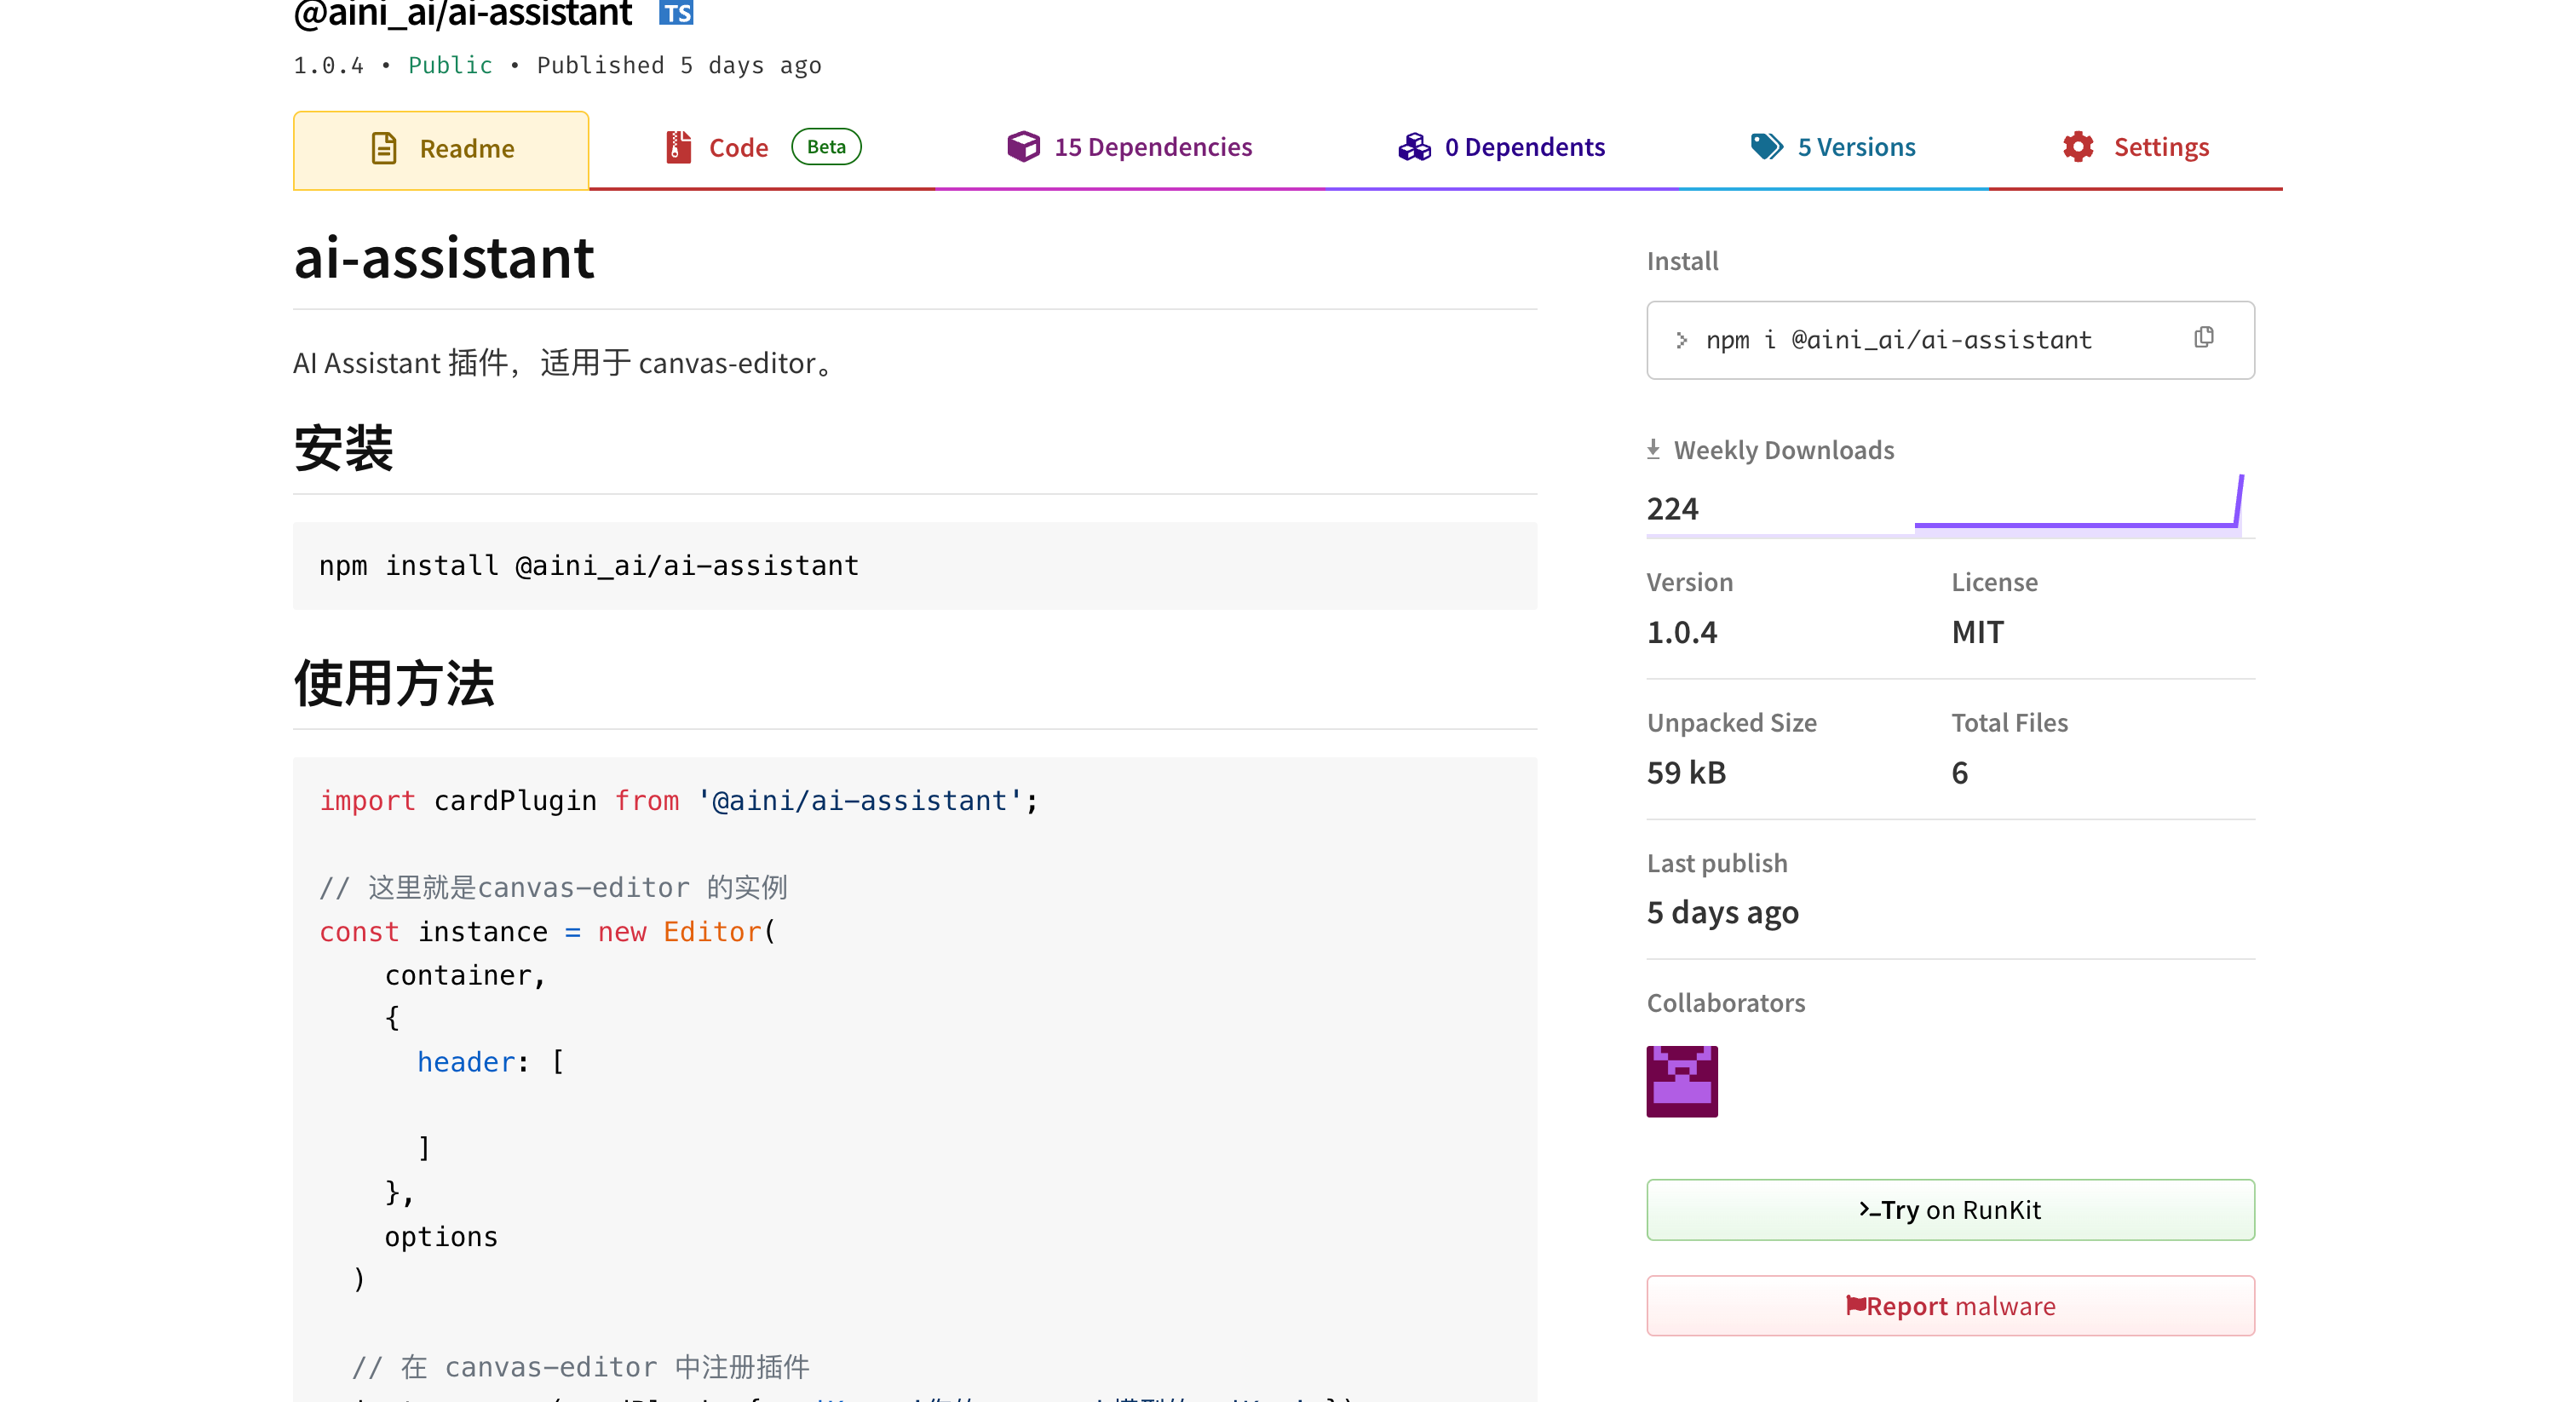 @aini_ai/ai-assistant TS
1.0.4 • Public • Published 5 days ago
Readme
Code Beta
15 Dependencies
0 Dependents
5 Versions
Settings
ai-assistant
AI Assistant 插件，适用于 canvas-editor。
安装
npm install @aini_ai/ai-assistant
使用方法
import cardPlugin from '@aini/ai-assistant';
// 这里就是canvas-editor 的实例
const instance = new Editor(
container,
{
header: [
]
},
options
)
// 在 canvas-editor 中注册插件
Install
npm i @aini_ai/ai-assistant
Weekly Downloads
224
Version
1.0.4
License
MIT
Unpacked Size
59 kB
Total Files
6
Last publish
5 days ago
Collaborators
Try on RunKit
Report malware